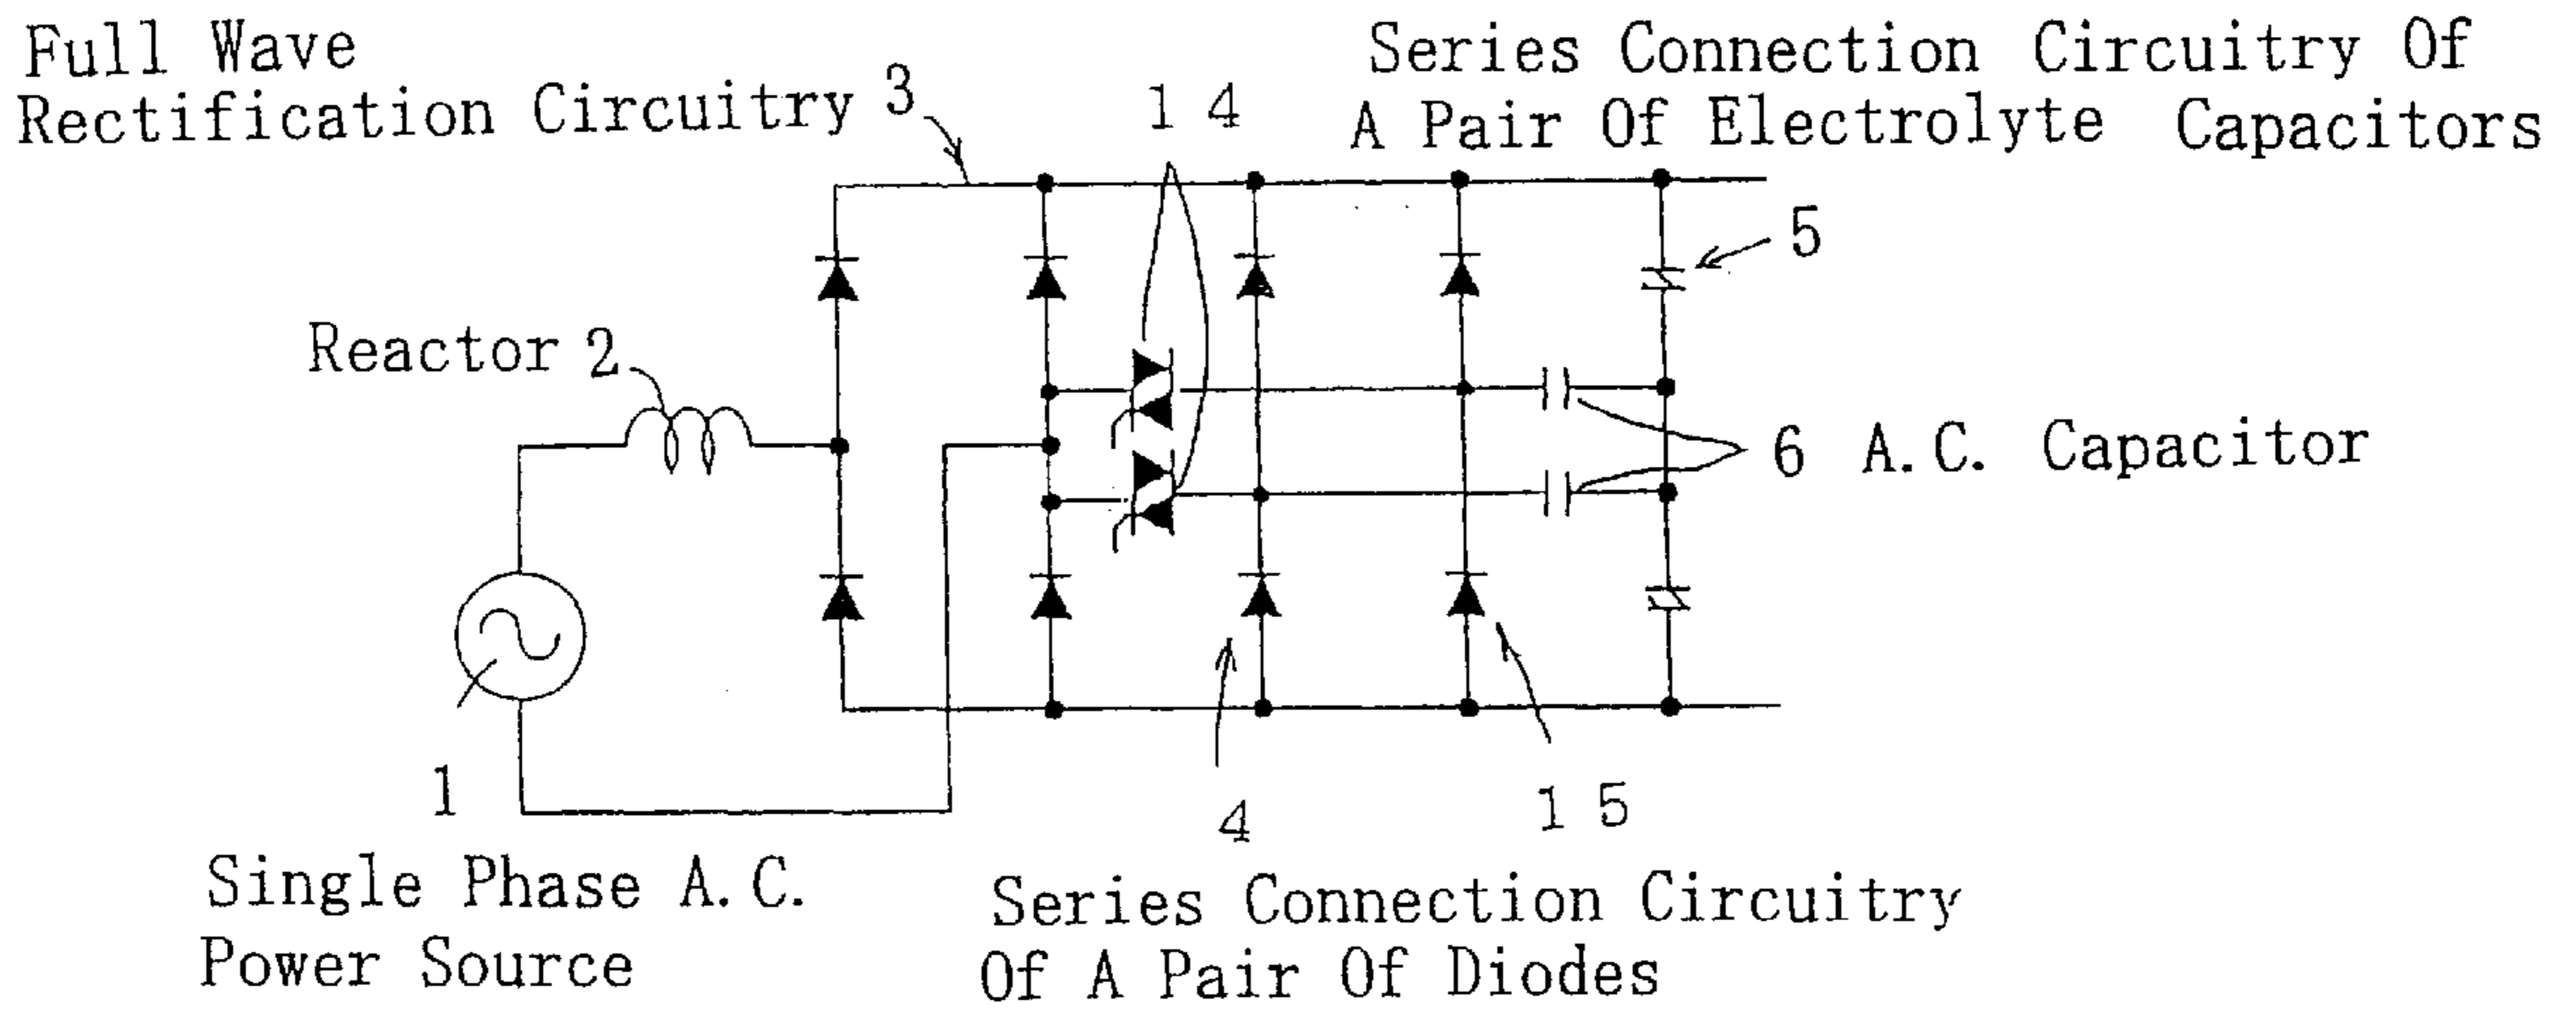 Full Wave
Rectification Circuitry 3
1 4
Series Connection Circuitry Of
A Pair Of Electrolyte Capacitors
5
Reactor 2
6 A.C. Capacitor
1
4
1 5
Single Phase A.C.
Power Source
Series Connection Circuitry
Of A Pair Of Diodes